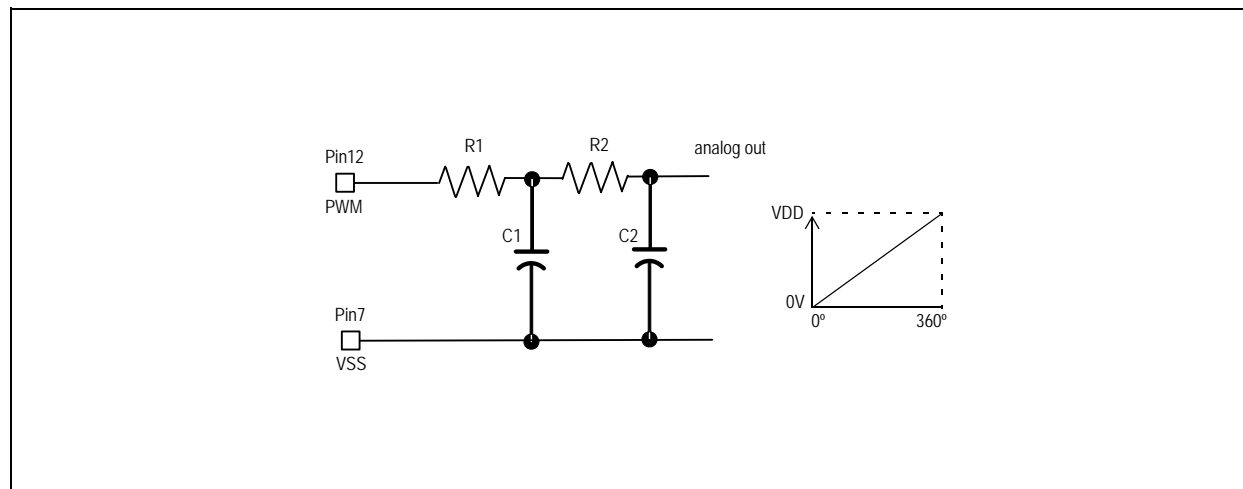 R1
R2
analog out
Pin12
PWM
C1
C2
VDD
0V
0º
360º
Pin7
VSS